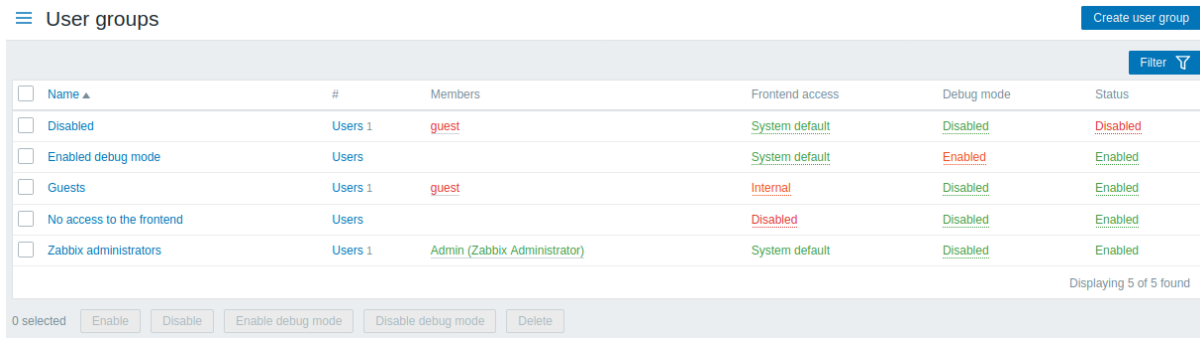 User groups Create user group
Filter
Name # Members Frontend access Debug mode Status
Disabled Users 1 guest System default Disabled Disabled
Enabled debug mode Users System default Enabled Enabled
Guests Users 1 guest Internal Disabled Enabled
No access to the frontend Users Disabled Disabled Enabled
Zabbix administrators Users 1 Admin (Zabbix Administrator) System default Disabled Enabled
Displaying 5 of 5 found
0 selected Enable Disable Enable debug mode Disable debug mode Delete